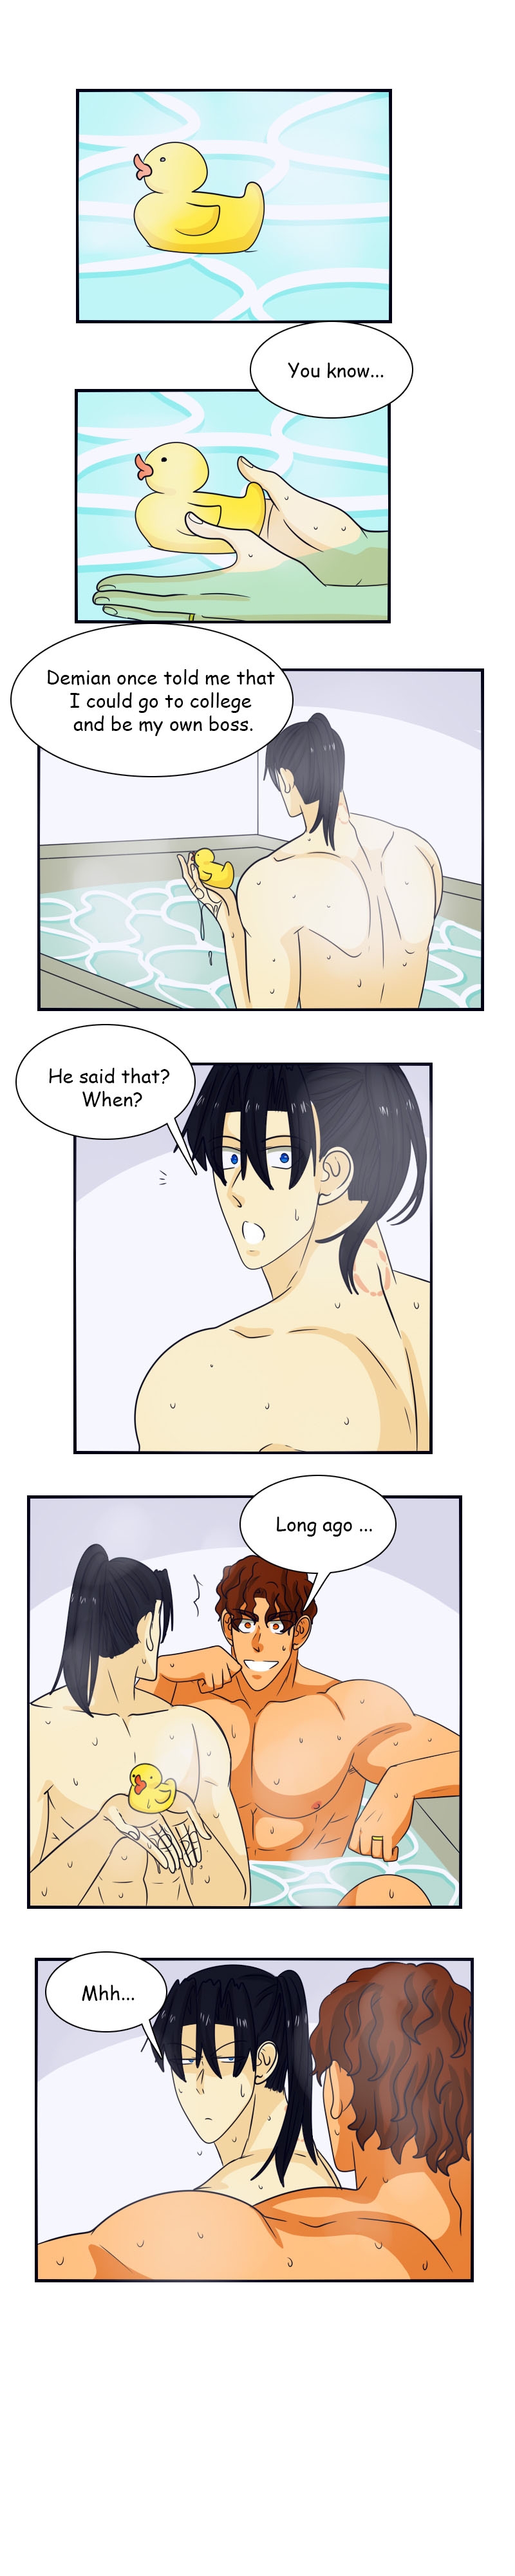 You know...
Demian once told me that
I could go to college
and be my own boss.
He said that?
When?
Long ago ...
Mhh...